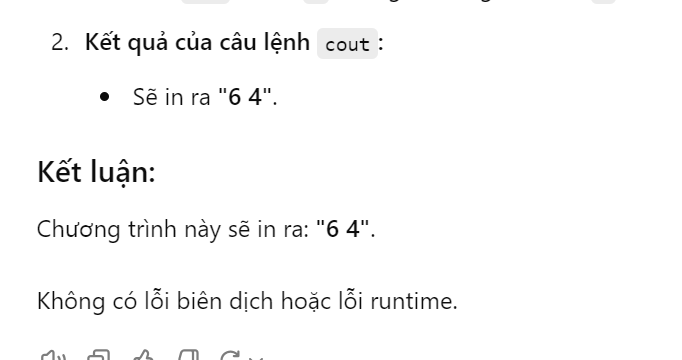 2. Kết quả của câu lệnh cout:
• Sẽ in ra "6 4".
Kết luận:
Chương trình này sẽ in ra: "6 4".
Không có lỗi biên dịch hoặc lỗi runtime.